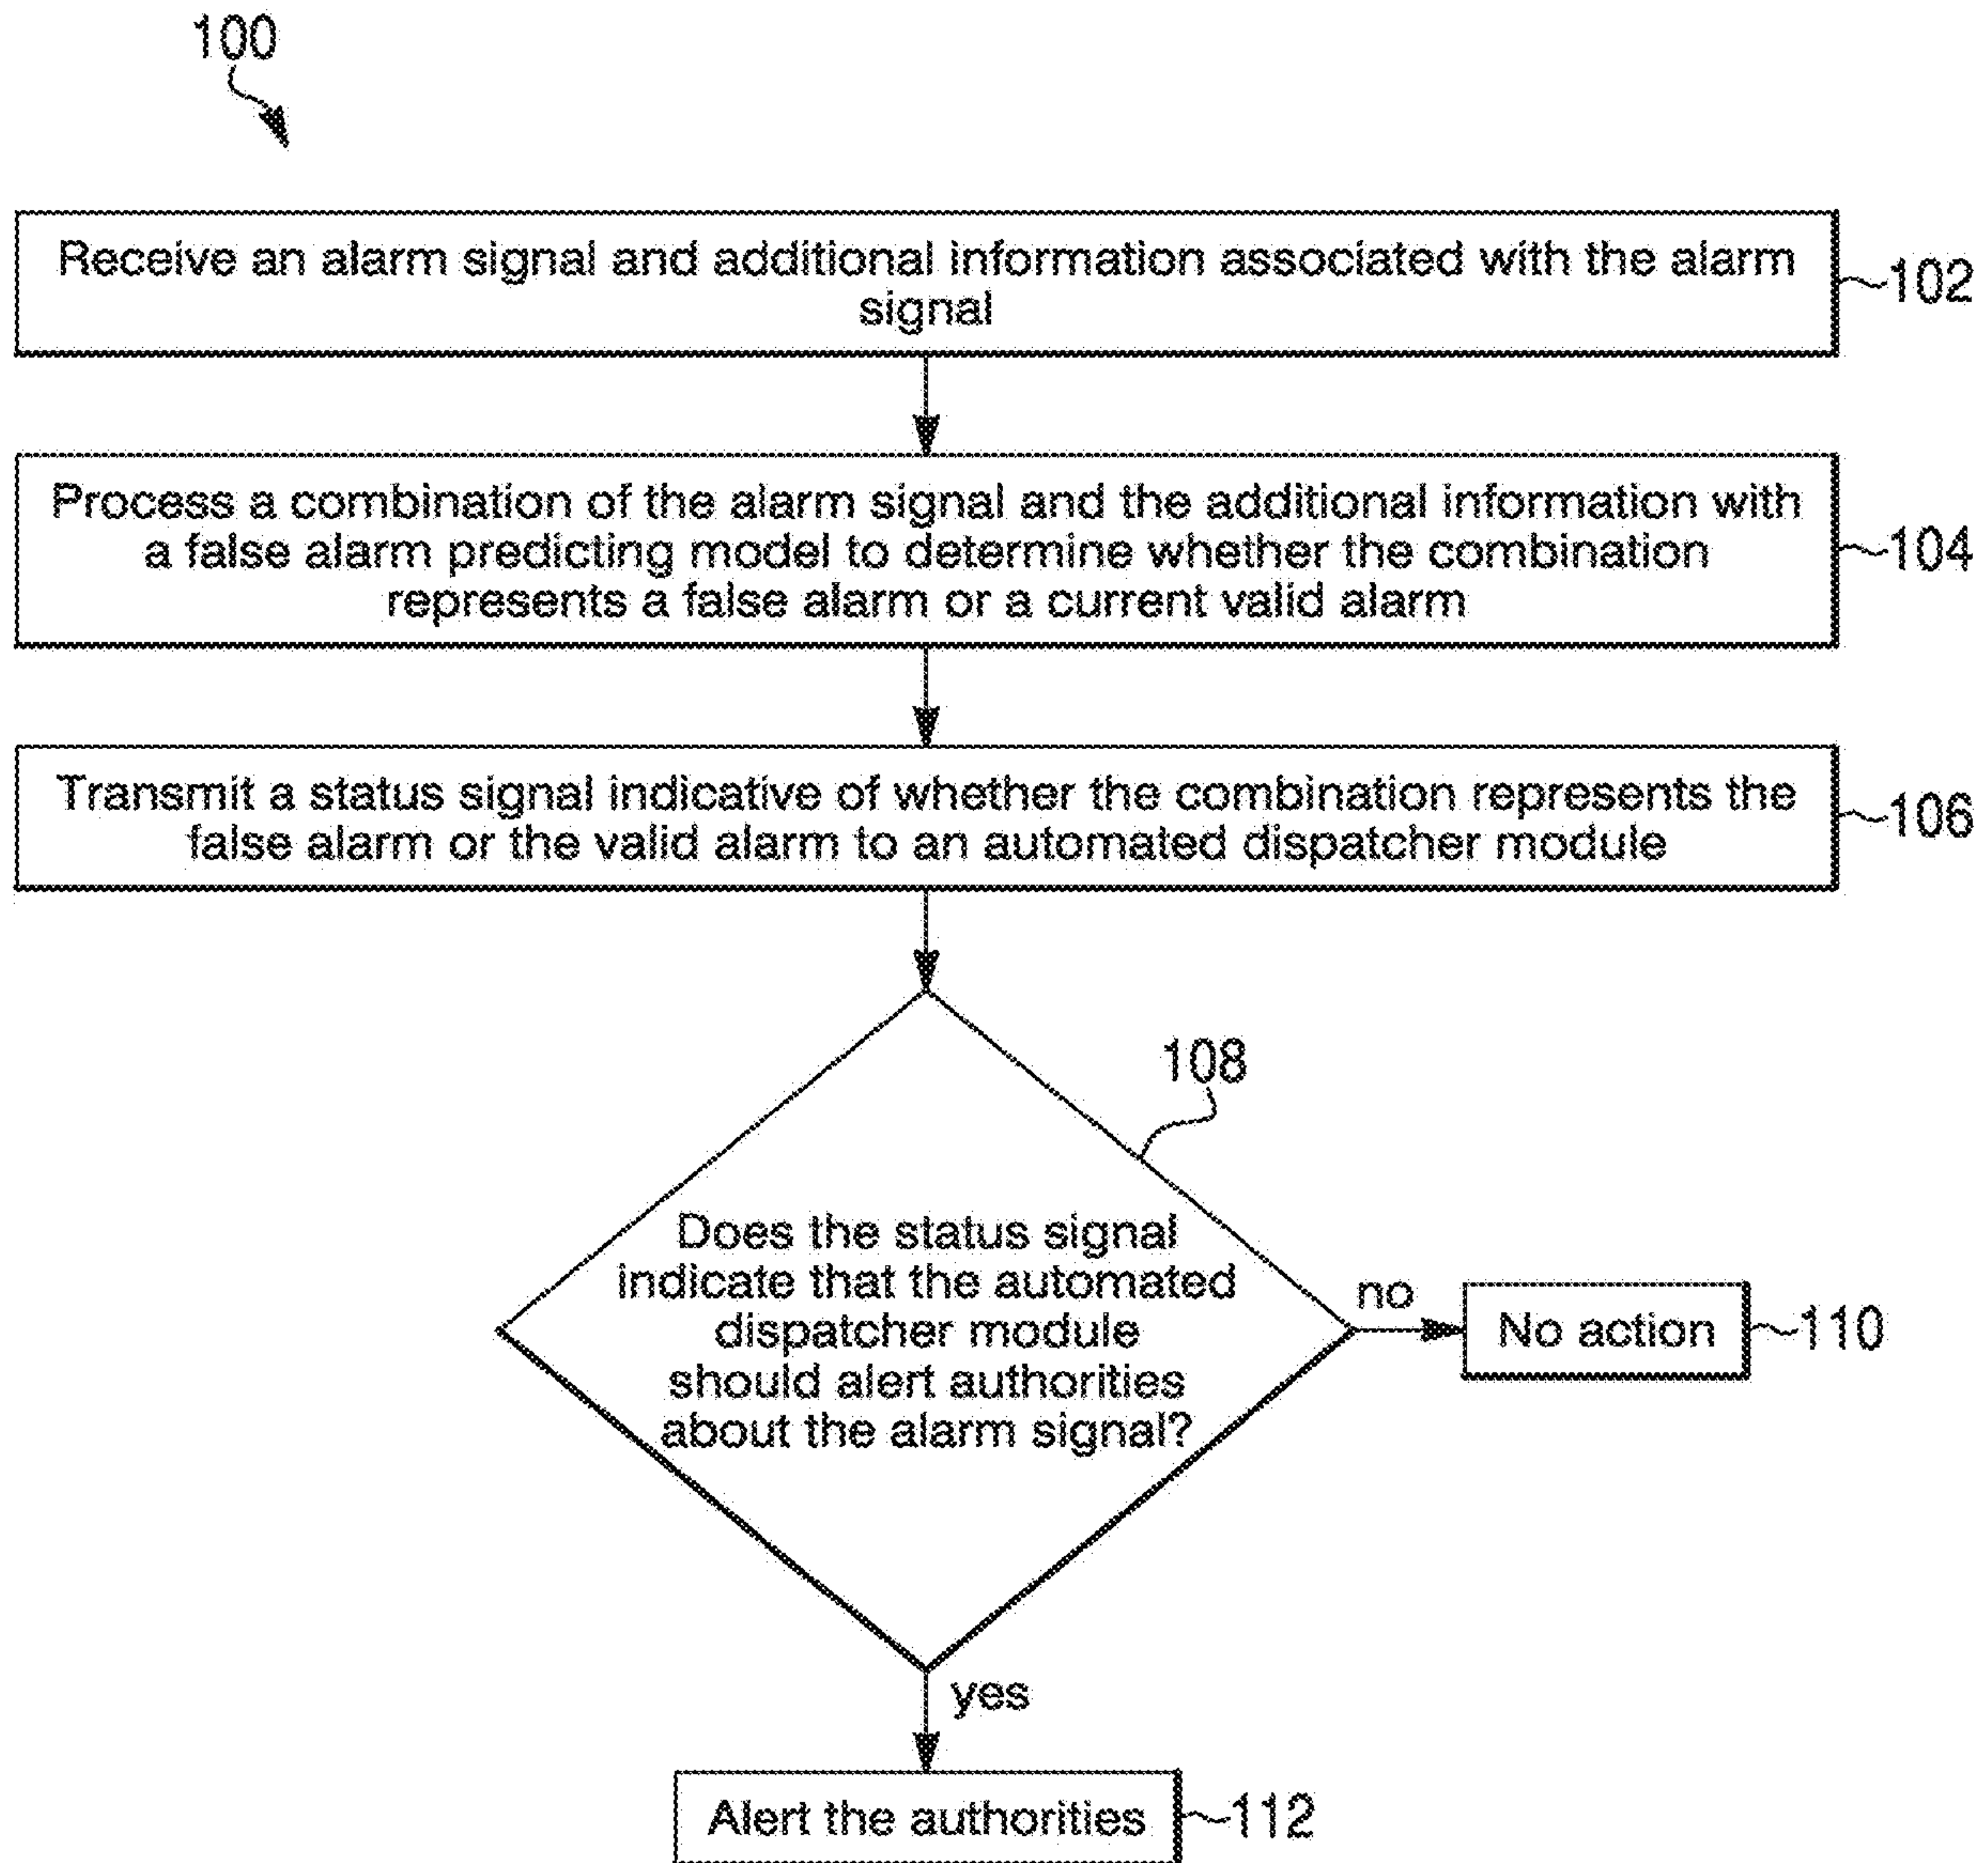 100
Receive an alarm signal and additional information associated with the alarm
signal
102
Process a combination of the alarm signal and the additional information with
a false alarm predicting model to determine whether the combination
represents a false alarm or a current valid alarm
104
Transmit a status signal indicative of whether the combination represents the
false alarm or the valid alarm to an automated dispatcher module
106
108
Does the status signal
indicate that the automated
dispatcher module
should alert authorities
about the alarm signal?
no
No action
110
yes
Alert the authorities
112